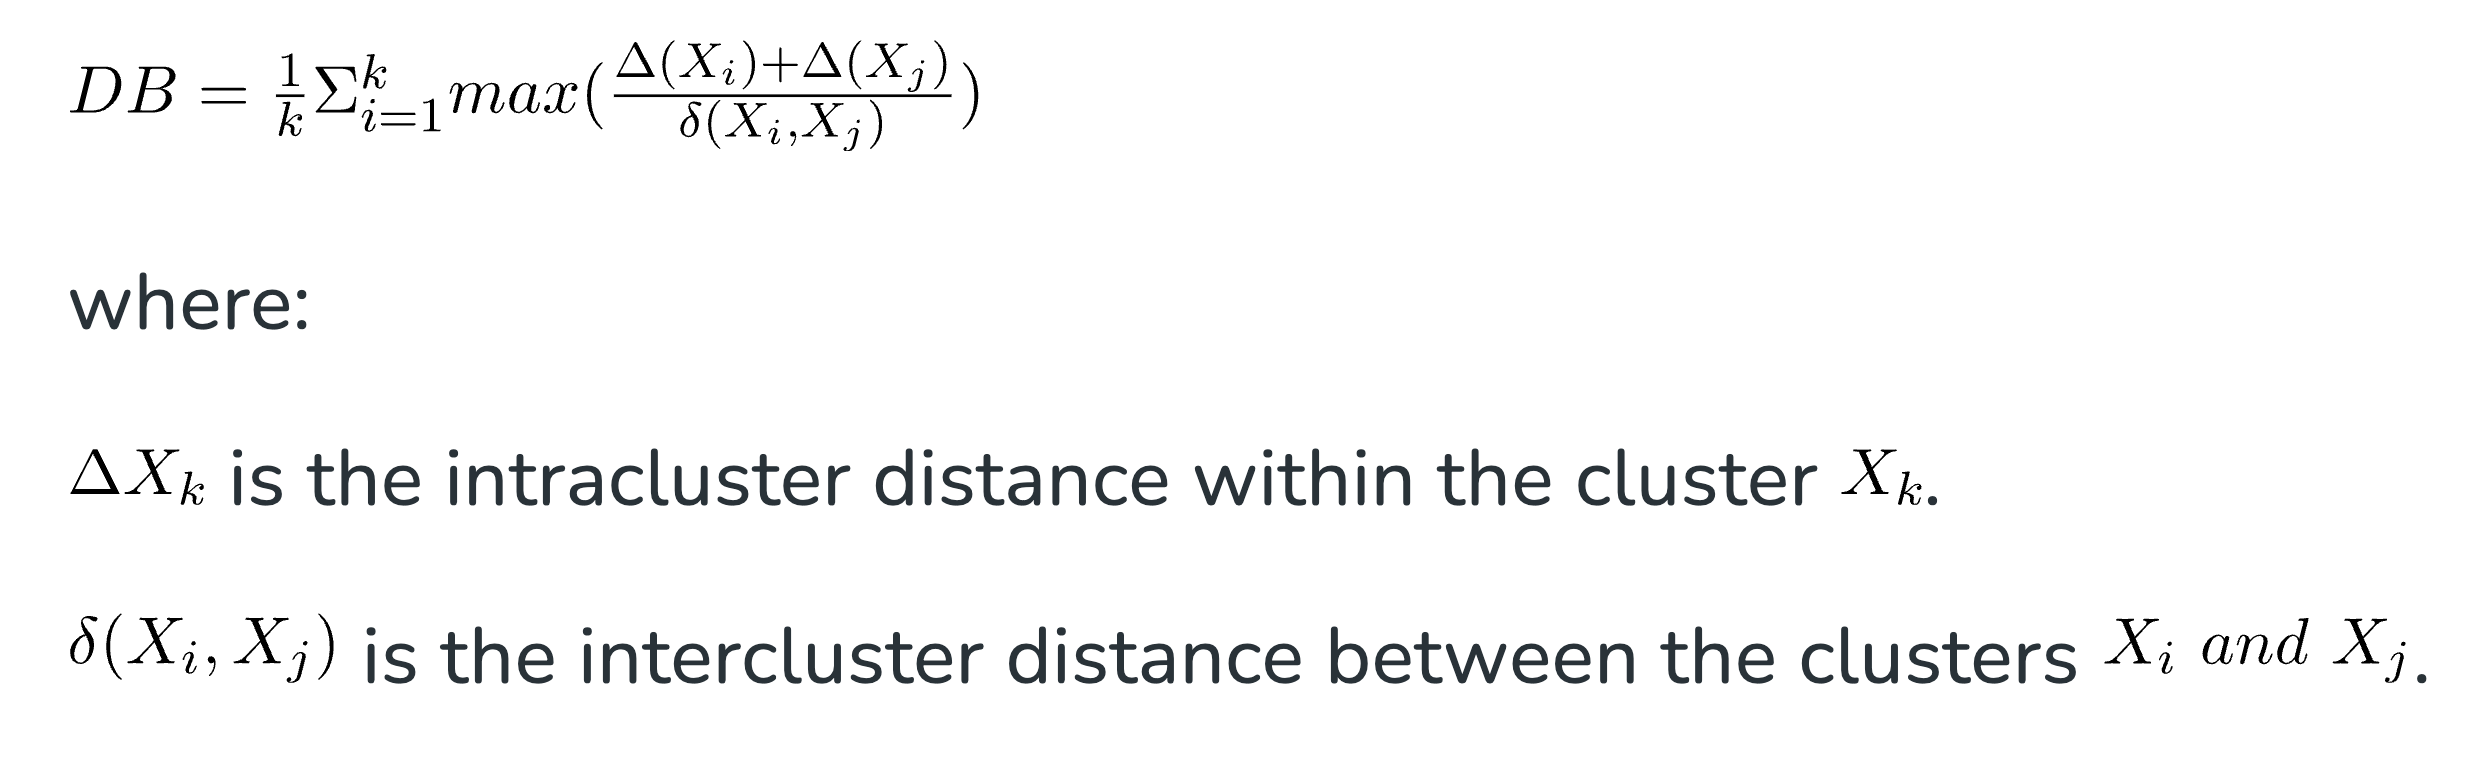 $DB = \frac{1}{k} \Sigma_{i=1}^{k} max(\frac{\Delta(X_i)+\Delta(X_j)}{\delta(X_i,X_j)})$
where:
$\Delta X_k$ is the intracluster distance within the cluster $X_k$.
$\delta(X_i, X_j)$ is the intercluster distance between the clusters $X_i$ $and$ $X_j$.